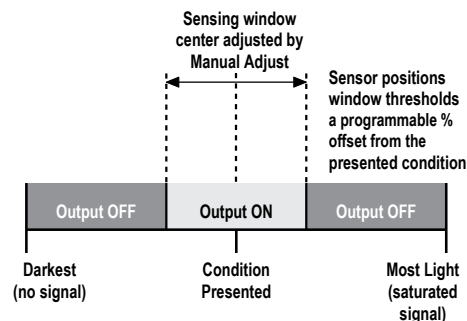 Sensing window
center adjusted by
Manual Adjust
Sensor positions
window thresholds
a programmable %
offset from the
presented condition
Output OFF
Output ON
Output OFF
Darkest
(no signal)
Condition
Presented
Most Light
(saturated
signal)